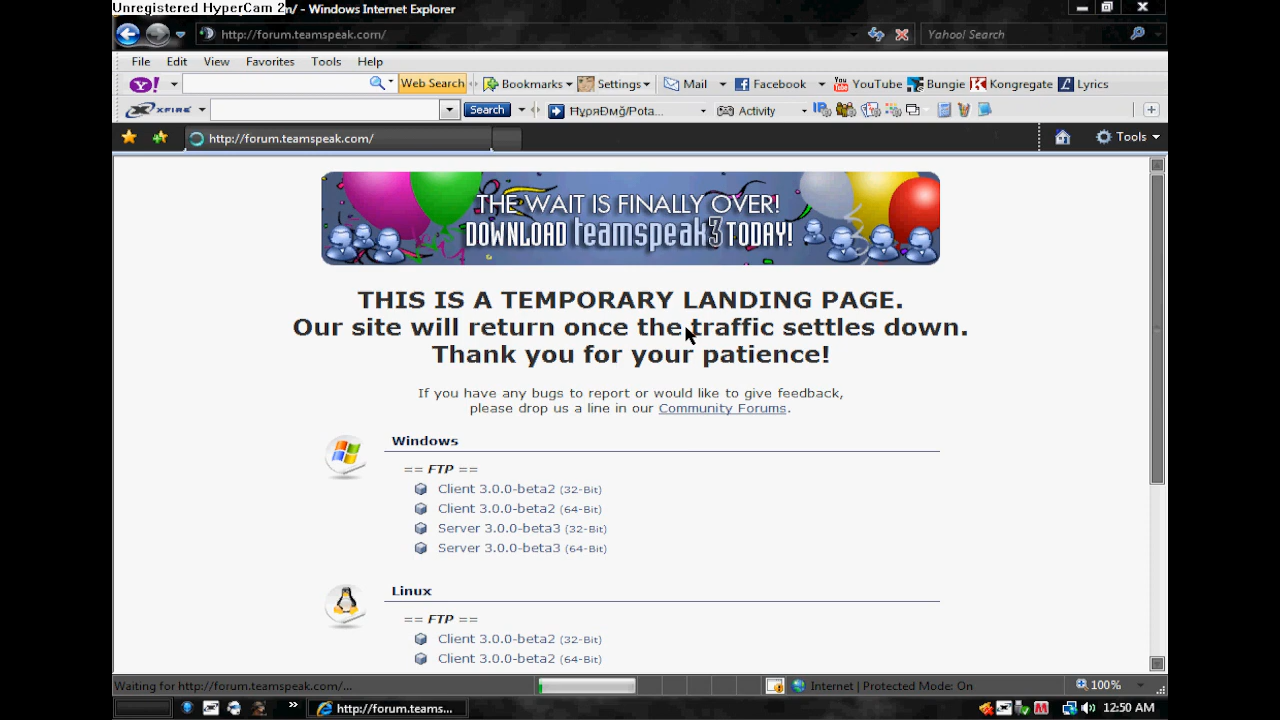 Unregistered HyperCam 2
m/ - Windows Internet Explorer
http://forum.teamspeak.com/
Yahoo! Search
File Edit View Favorites Tools Help
Y! Web Search Bookmarks Settings Mail Facebook YouTube Bungie Kongregate Lyrics
XFIRE Search Activity
http://forum.teamspeak.com/
Tools
THE WAIT IS FINALLY OVER!
DOWNLOAD teamspeak3 TODAY!
THIS IS A TEMPORARY LANDING PAGE.
Our site will return once the traffic settles down.
Thank you for your patience!
If you have any bugs to report or would like to give feedback,
please drop us a line in our Community Forums.
Windows
== FTP ==
Client 3.0.0-beta2 (32-Bit)
Client 3.0.0-beta2 (64-Bit)
Server 3.0.0-beta3 (32-Bit)
Server 3.0.0-beta3 (64-Bit)
Linux
== FTP ==
Client 3.0.0-beta2 (32-Bit)
Client 3.0.0-beta2 (64-Bit)
Waiting for http://forum.teamspeak.com/...
Internet | Protected Mode: On
100%
http://forum.teams...
12:50 AM